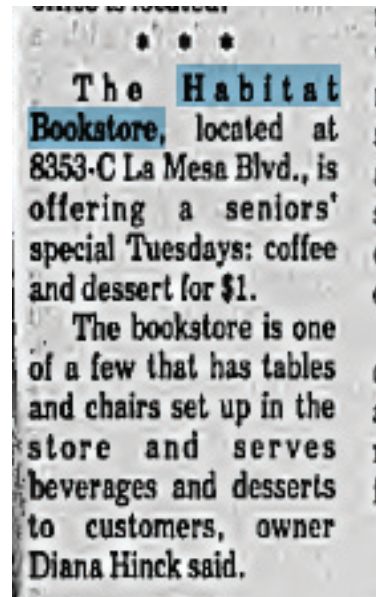 * * *
The Habitat
Bookstore, located at
8353-C La Mesa Blvd., is
offering a seniors'
special Tuesdays: coffee
and dessert for $1.
The bookstore is one
of a few that has tables
and chairs set up in the
store and serves
beverages and desserts
to customers, owner
Diana Hinck said.